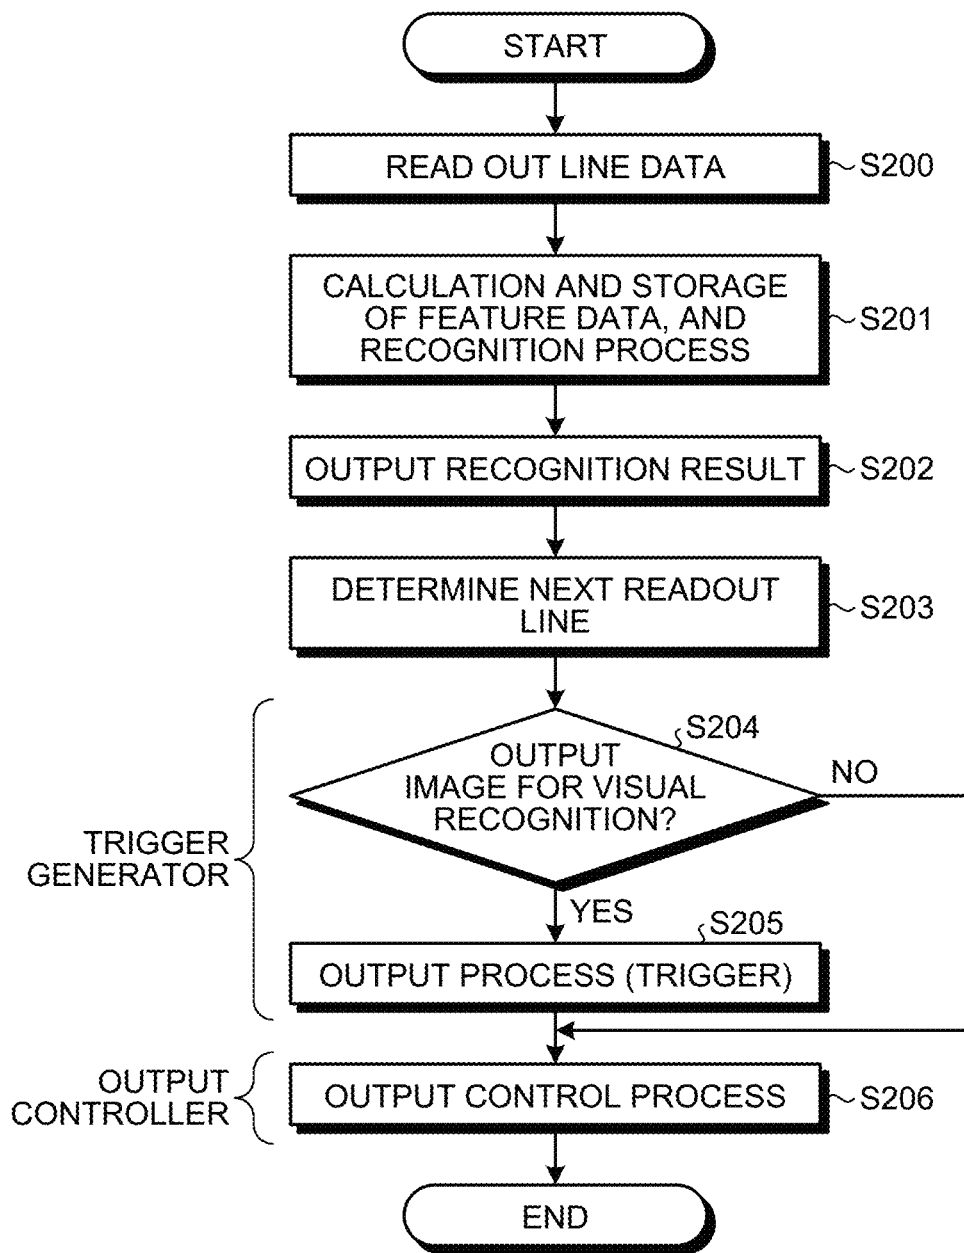 START
READ OUT LINE DATA
S200
CALCULATION AND STORAGE
OF FEATURE DATA, AND
RECOGNITION PROCESS
S201
OUTPUT RECOGNITION RESULT
S202
DETERMINE NEXT READOUT
LINE
S203
S204
OUTPUT
IMAGE FOR VISUAL
RECOGNITION?
NO
TRIGGER
GENERATOR
YES
S205
OUTPUT PROCESS (TRIGGER)
OUTPUT
CONTROLLER
OUTPUT CONTROL PROCESS
S206
END